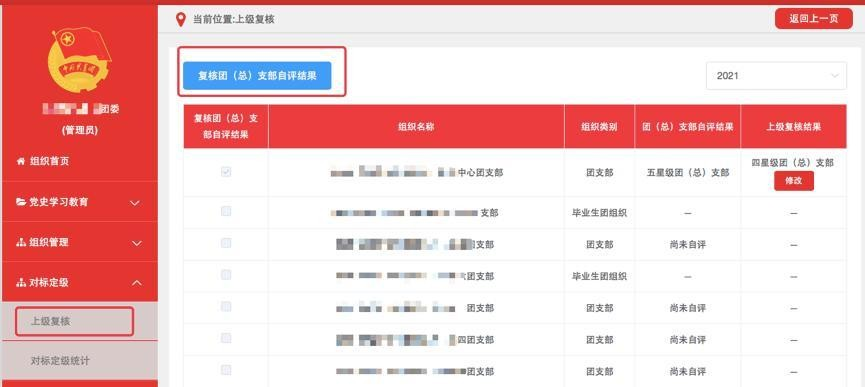 当前位置:上级复核
返回上一页
团委
(管理员)
组织首页
党史学习教育
组织管理
对标定级
上级复核
对标定级统计
复核团（总）支部自评结果
2021
复核团（总）支部自评结果 组织名称 组织类别 团（总）支部自评结果 上级复核结果
中心团支部 团支部 五星级团（总）支部 四星级团（总）支部
修改
支部 毕业生团组织 — —
支部 团支部 尚未自评 —
团支部 毕业生团组织 — —
团支部 团支部 尚未自评 —
四团支部 团支部 尚未自评 —
团支部 团支部 尚未自评 —